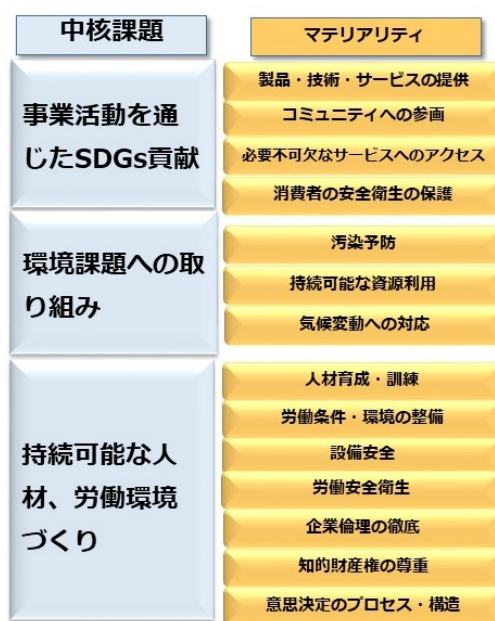 中核課題
マテリアリティ
事業活動を通
じたSDGs貢献
製品・技術・サービスの提供
コミュニティへの参画
必要不可欠なサービスへのアクセス
消費者の安全衛生の保護
環境課題への取
り組み
汚染予防
持続可能な資源利用
気候変動への対応
持続可能な人
材、労働環境
づくり
人材育成・訓練
労働条件・環境の整備
設備安全
労働安全衛生
企業倫理の徹底
知的財産権の尊重
意思決定のプロセス・構造